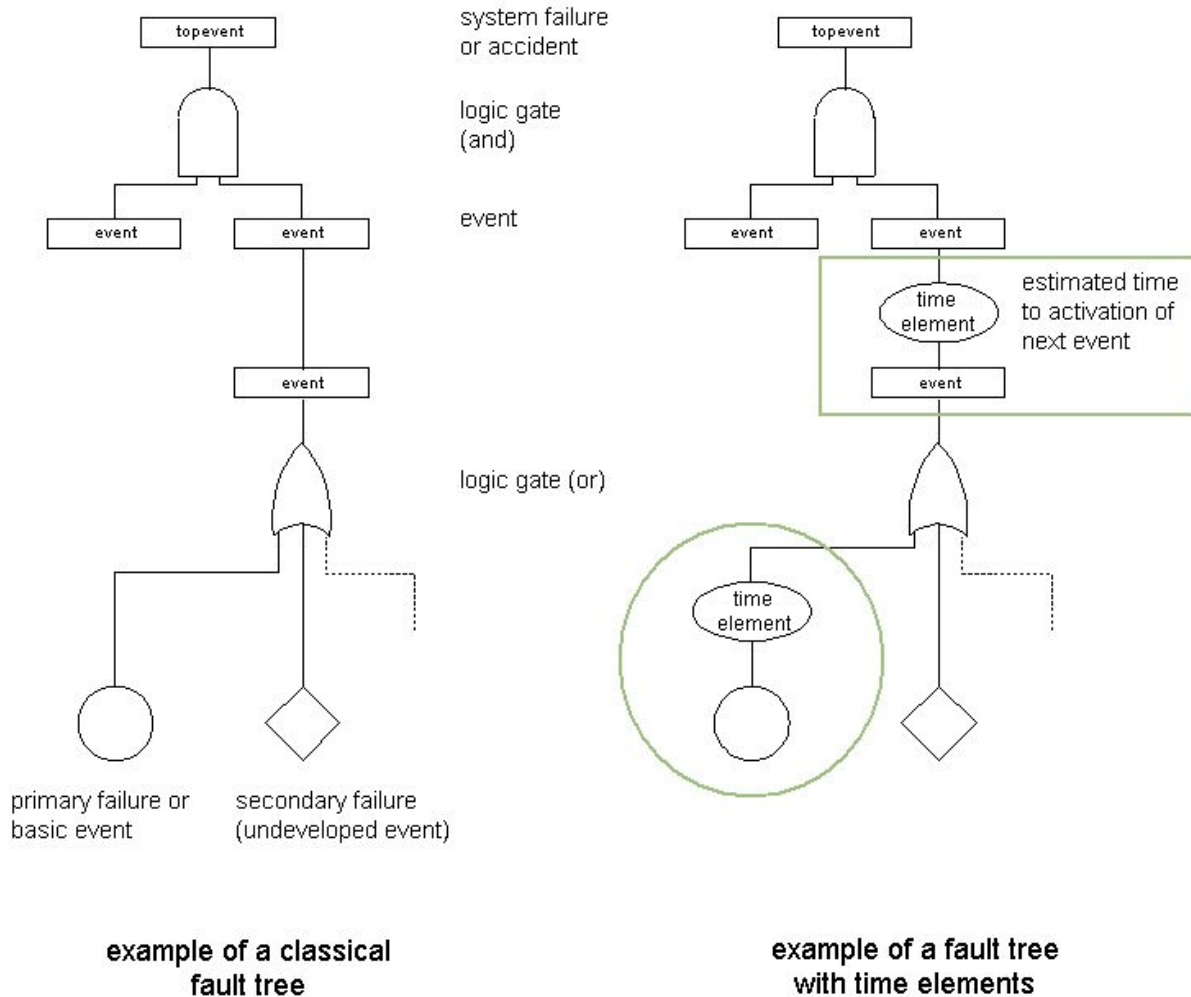 topevent
system failure
or accident
topevent
logic gate
(and)
event
event
event
event
event
time
element
estimated time
to activation of
next event
event
event
logic gate (or)
time
element
primary failure or
basic event
secondary failure
(undeveloped event)
example of a classical
fault tree
example of a fault tree
with time elements